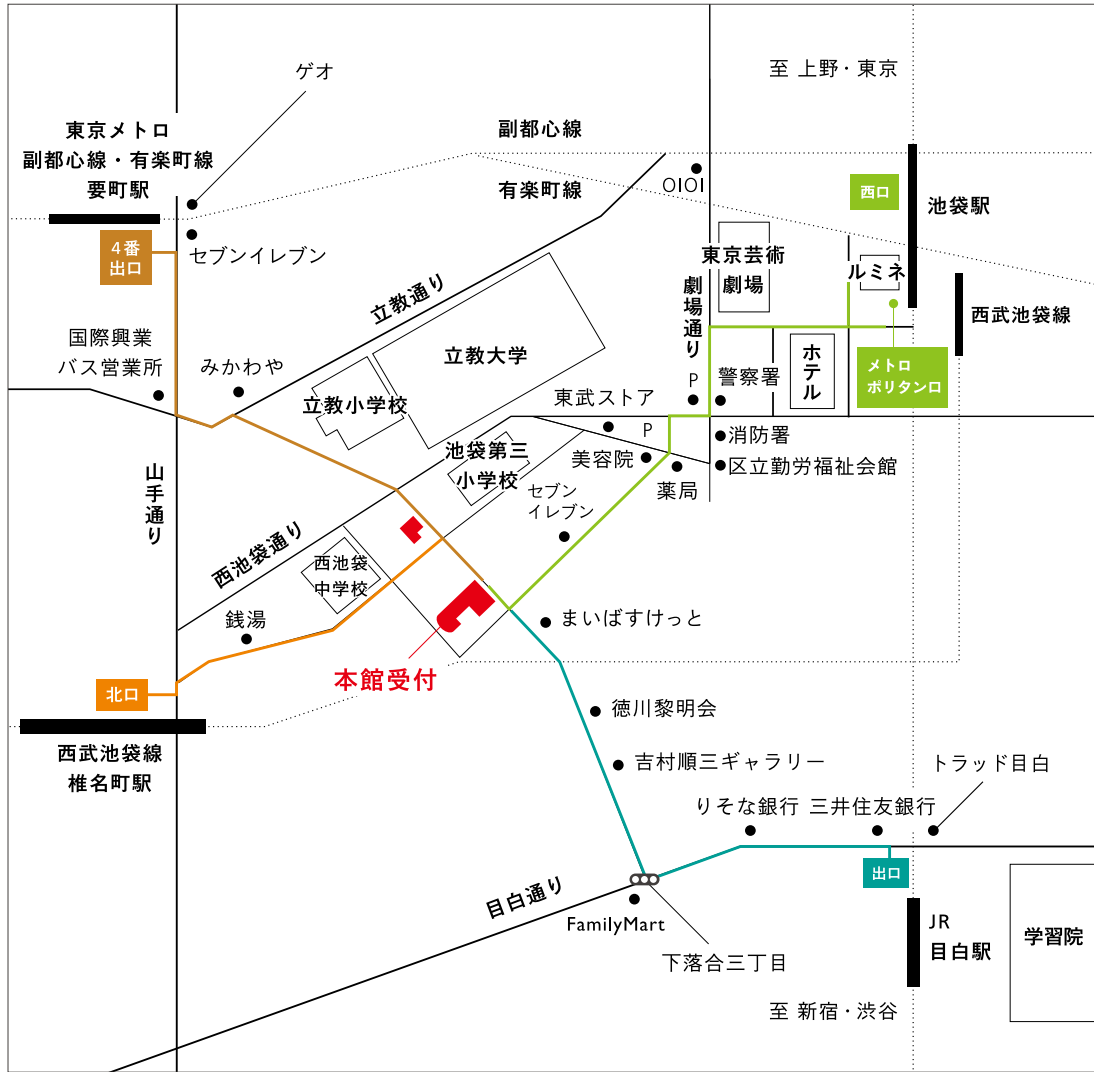 ゲオ
至 上野・東京
東京メトロ
副都心線・有楽町線
要町駅
副都心線
有楽町線
OIOI
西口
池袋駅
4番
出口
セブンイレブン
東京芸術
劇場
ルミネ
立教通り
劇場通り
西武池袋線
国際興業
バス営業所
みかわや
立教大学
ホテル
メトロ
ポリタン口
立教小学校
東武ストア
P
警察署
池袋第三
小学校
P
消防署
美容院
区立勤労福祉会館
薬局
山手通り
セブン
イレブン
西池袋通り
西池袋
中学校
銭湯
まいばすけっと
本館受付
北口
徳川黎明会
西武池袋線
椎名町駅
吉村順三ギャラリー
トラッド目白
りそな銀行
三井住友銀行
出口
目白通り
FamilyMart
JR
目白駅
学習院
下落合三丁目
至 新宿・渋谷